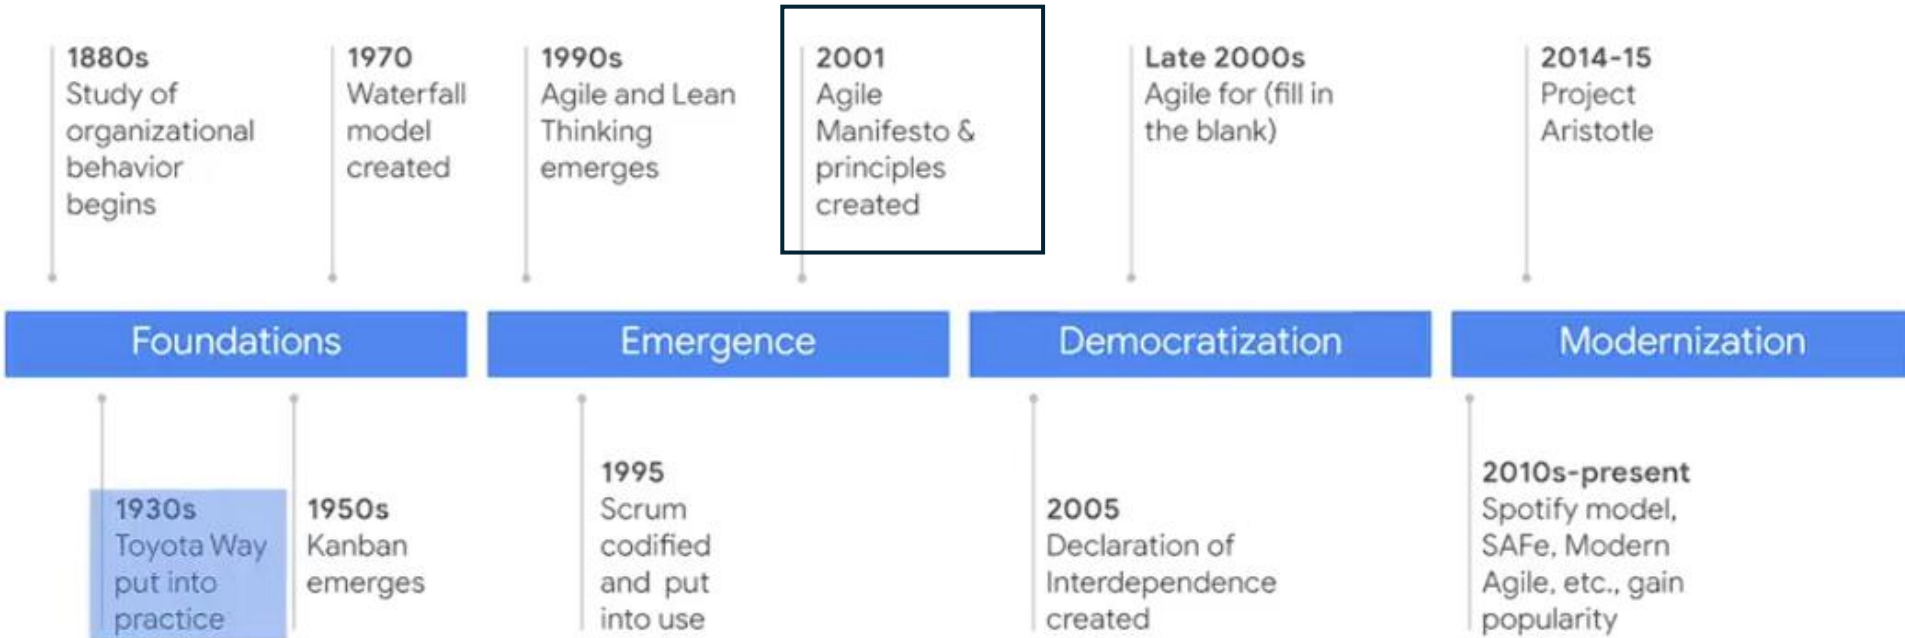 1880s
Study of
organizational
behavior
begins
1970
Waterfall
model
created
1990s
Agile and Lean
Thinking
emerges
2001
Agile
Manifesto &
principles
created
Late 2000s
Agile for (fill in
the blank)
2014-15
Project
Aristotle
Foundations
Emergence
Democratization
Modernization
1930s
Toyota Way
put into
practice
1950s
Kanban
emerges
1995
Scrum
codified
and put
into use
2005
Declaration of
Interdependence
created
2010s-present
Spotify model,
SAFe, Modern
Agile, etc., gain
popularity